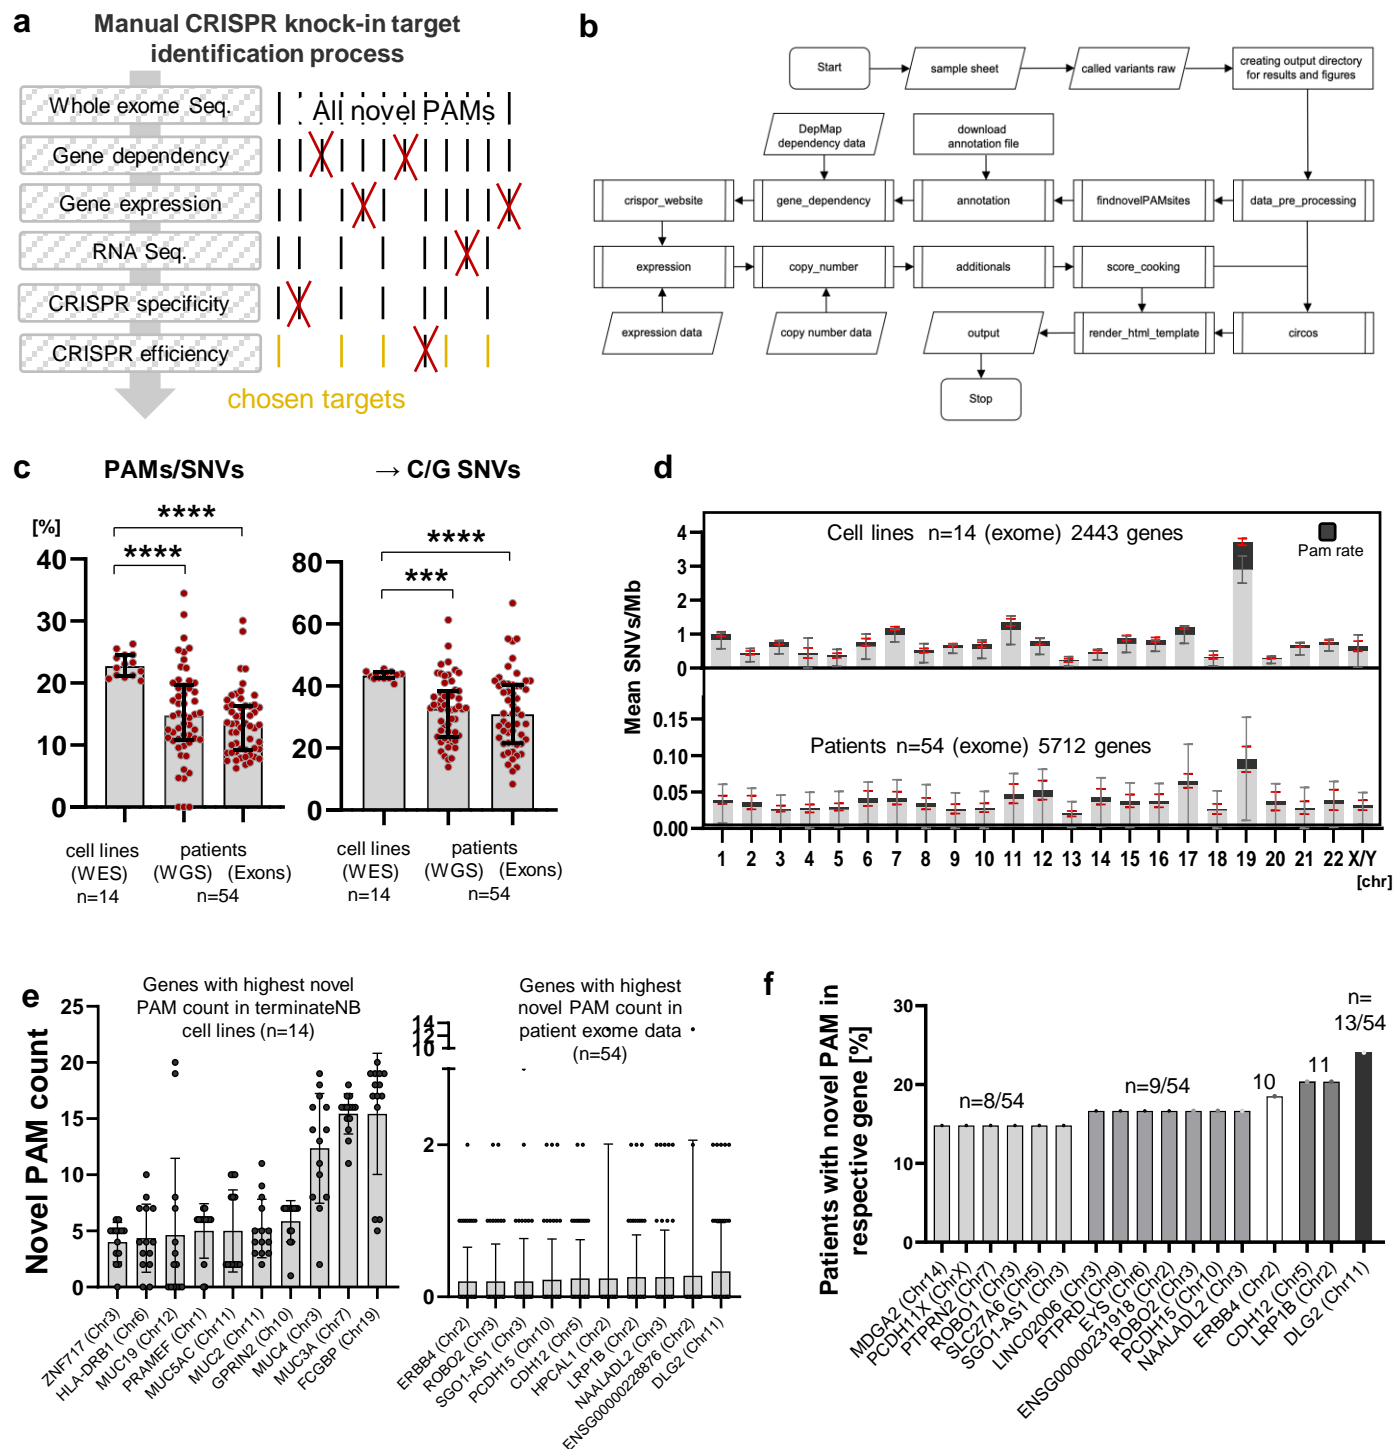 a
Manual CRISPR knock-in target
identification process
Whole exome Seq.
All novel PAMs
Gene dependency
Gene expression
RNA Seq.
CRISPR specificity
CRISPR efficiency
chosen targets
b
Start
sample sheet
called variants raw
creating output directory
for results and figures
DepMap
dependency data
download
annotation file
crispor_website
gene_dependency
annotation
findnovelPAMsites
data_pre_processing
expression
copy_number
additionals
score_cooking
expression data
copy number data
output
render_html_template
circos
Stop
c
PAMs/SNVs
[%]
****
****
40
30
20
10
0
cell lines
(WES)
n=14
patients
(WGS) (Exons)
n=54
→ C/G SNVs
****
***
80
60
40
20
0
cell lines
(WES)
n=14
patients
(WGS) (Exons)
n=54
d
Mean SNVs/Mb
Cell lines n=14 (exome) 2443 genes
Pam rate
4
3
2
1
0
Patients n=54 (exome) 5712 genes
0.15
0.10
0.05
0.00
1 2 3 4 5 6 7 8 9 10 11 12 13 14 15 16 17 18 19 20 21 22 X/Y
[chr]
e
Novel PAM count
Genes with highest novel
PAM count in terminateNB
cell lines (n=14)
25
20
15
10
5
0
ZNF717 (Chr3)
HLA-DRB1 (Chr6)
MUC19 (Chr12)
PRAMEF (Chr1)
MUC5AC (Chr11)
MUC2 (Chr11)
GPRIN2 (Ch10)
MUC4 (Chr3)
MUC3A (Chr7)
FCGBP (Chr19)
Genes with highest
novel PAM count in
patient exome data
(n=54)
14
12
10
2
0
ERBB4 (Chr2)
ROBO2 (Chr3)
SGO1-AS1 (Chr3)
PCDH15 (Chr10)
CDH12 (Chr5)
HPCAL1 (Chr2)
LRP1B (Chr2)
NAALADL2 (Chr3)
ENSG00000228876 (Chr2)
DLG2 (Chr11)
f
Patients with novel PAM in
respective gene [%]
30
20
10
0
n=8/54
n=9/54
10
11
n=
13/54
MDGA2 (Chr14)
PCDH11X (ChrX)
PTPRN2 (Chr7)
ROBO1 (Chr3)
SLC27A6 (Chr5)
SGO1-AS1 (Chr3)
LINC02006 (Chr3)
PTPRD (Chr9)
EYS (Chr6)
ENSG00000231918 (Chr2)
ROBO2 (Chr3)
PCDH15 (Chr10)
NAALADL2 (Chr3)
ERBB4 (Chr2)
CDH12 (Chr5)
LRP1B (Chr2)
DLG2 (Chr11)